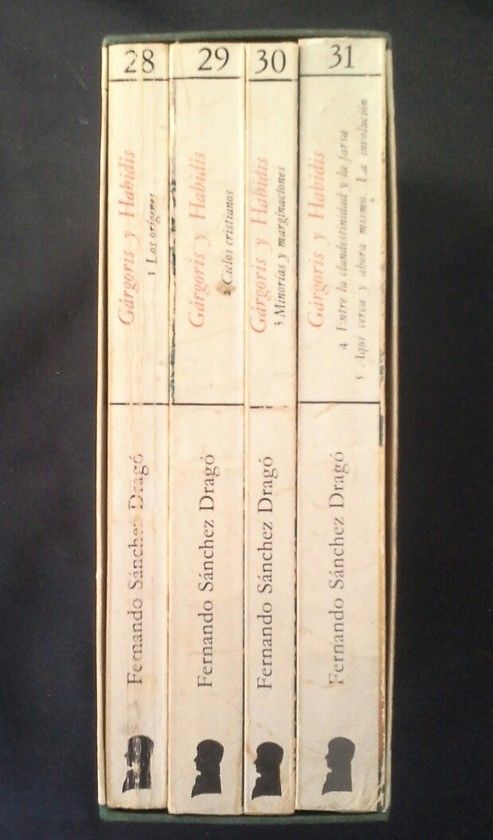 28
Gárgoris y Habidis
1 Los orígenes
Fernando Sánchez Dragó
29
Gárgoris y Habidis
2 Ciclos cristianos
Fernando Sánchez Dragó
30
Gárgoris y Habidis
3 Minorías y marginaciones
Fernando Sánchez Dragó
31
Gárgoris y Habidis
4 Entre la clandestinidad y la farsa
y Aquí cerca y ahora mismo. La involución
Fernando Sánchez Dragó